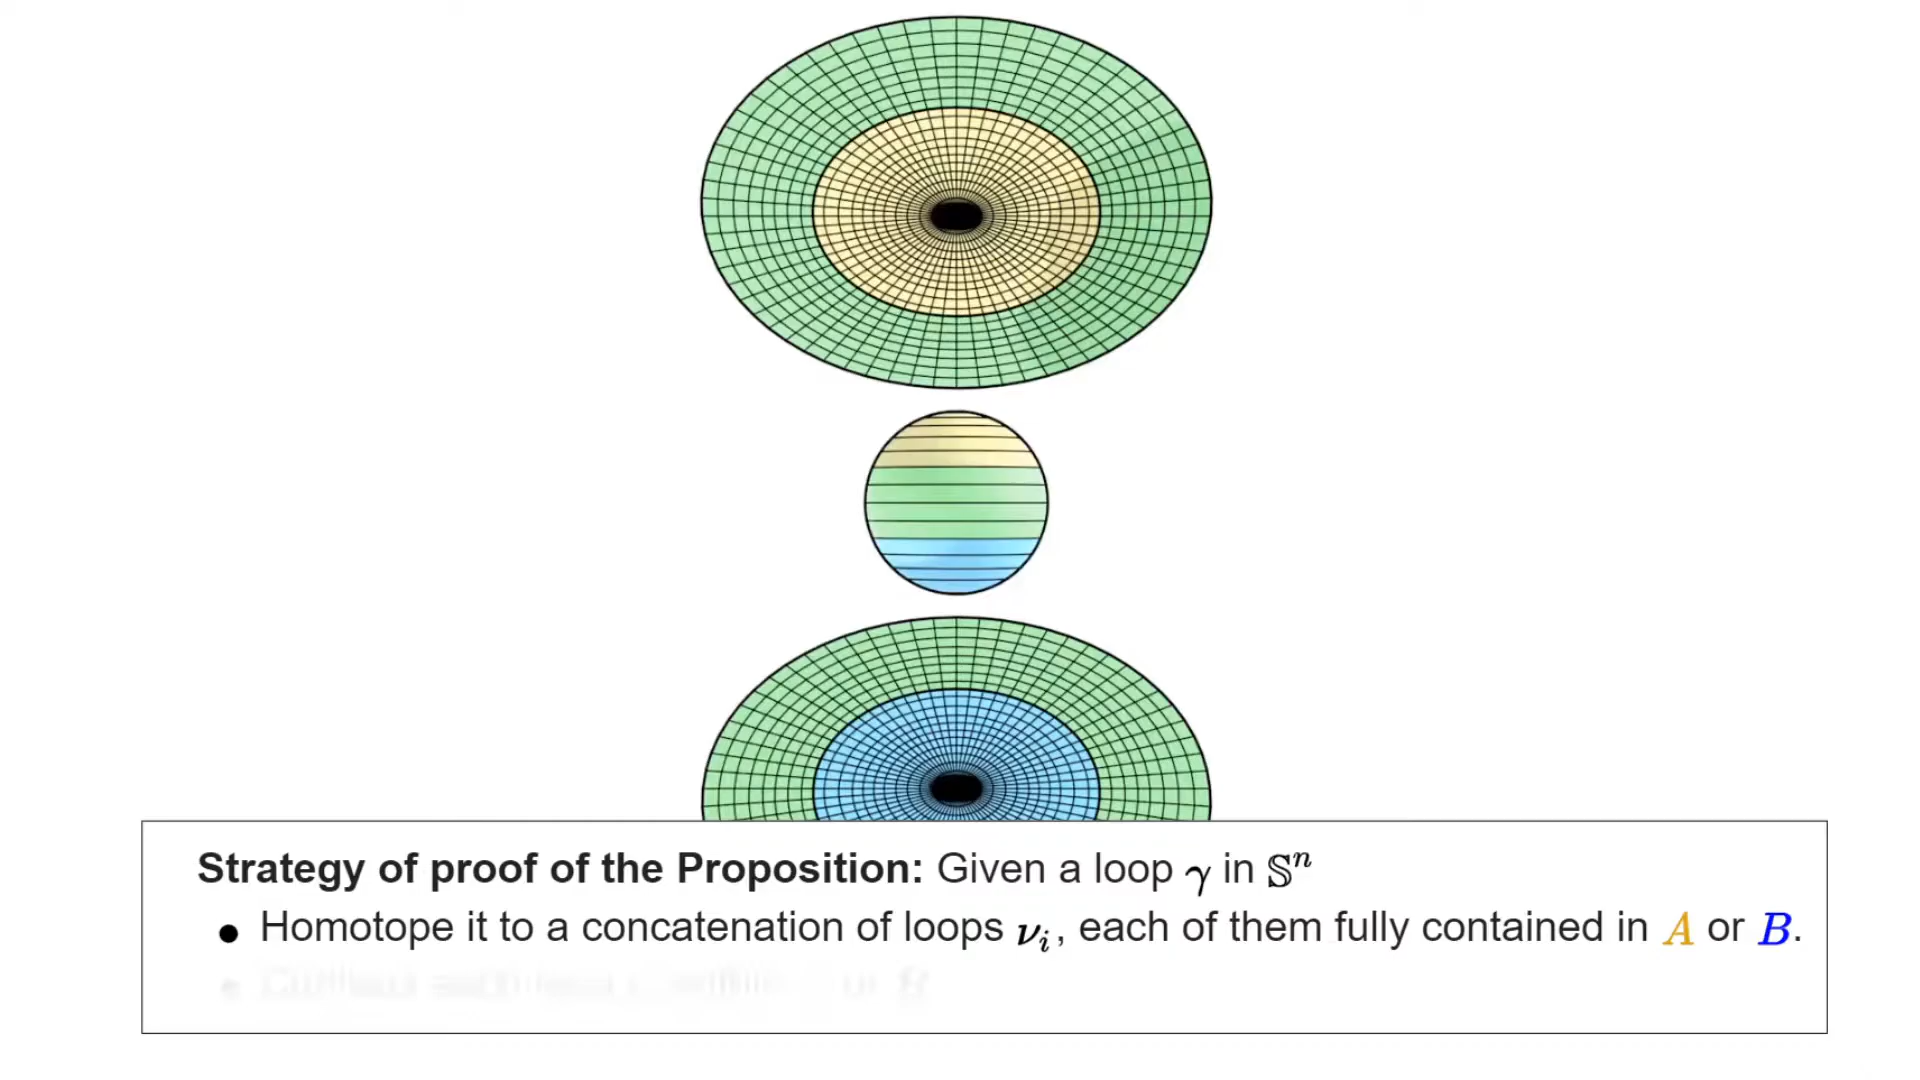 Strategy of proof of the Proposition: Given a loop γ in 𝕊ⁿ
● Homotope it to a concatenation of loops νᵢ, each of them fully contained in A or B.